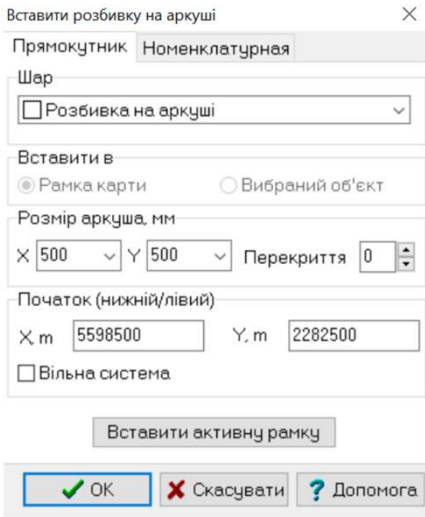 Вставити розбивку на аркуші
Прямокутник Номенклатурная
Шар
Розбивка на аркуші
Вставити в
Рамка карти Вибраний об'єкт
Розмір аркуша, мм
X 500 Y 500 Перекриття 0
Початок (нижній/лівий)
X, m 5598500 Y, m 2282500
Вільна система
Вставити активну рамку
OK Скасувати Допомога